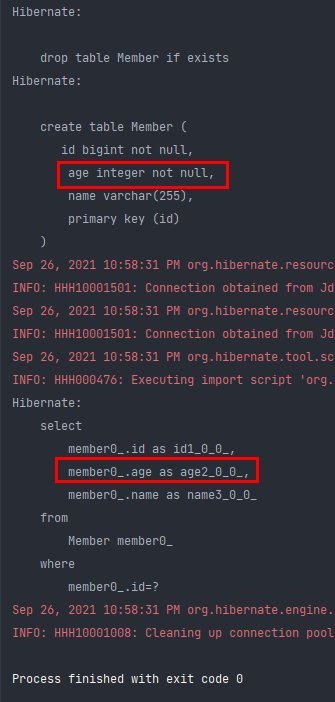 Hibernate:
drop table Member if exists
Hibernate:
create table Member (
id bigint not null,
age integer not null,
name varchar(255),
primary key (id)
)
Sep 26, 2021 10:58:31 PM org.hibernate.resourc
INFO: HHH10001501: Connection obtained from Jd
Sep 26, 2021 10:58:31 PM org.hibernate.resourc
INFO: HHH10001501: Connection obtained from Jd
Sep 26, 2021 10:58:31 PM org.hibernate.tool.sc
INFO: HHH000476: Executing import script 'org.
Hibernate:
select
member0_.id as id1_0_0_,
member0_.age as age2_0_0_,
member0_.name as name3_0_0_
from
Member member0_
where
member0_.id=?
Sep 26, 2021 10:58:31 PM org.hibernate.engine.
INFO: HHH10001008: Cleaning up connection pool
Process finished with exit code 0